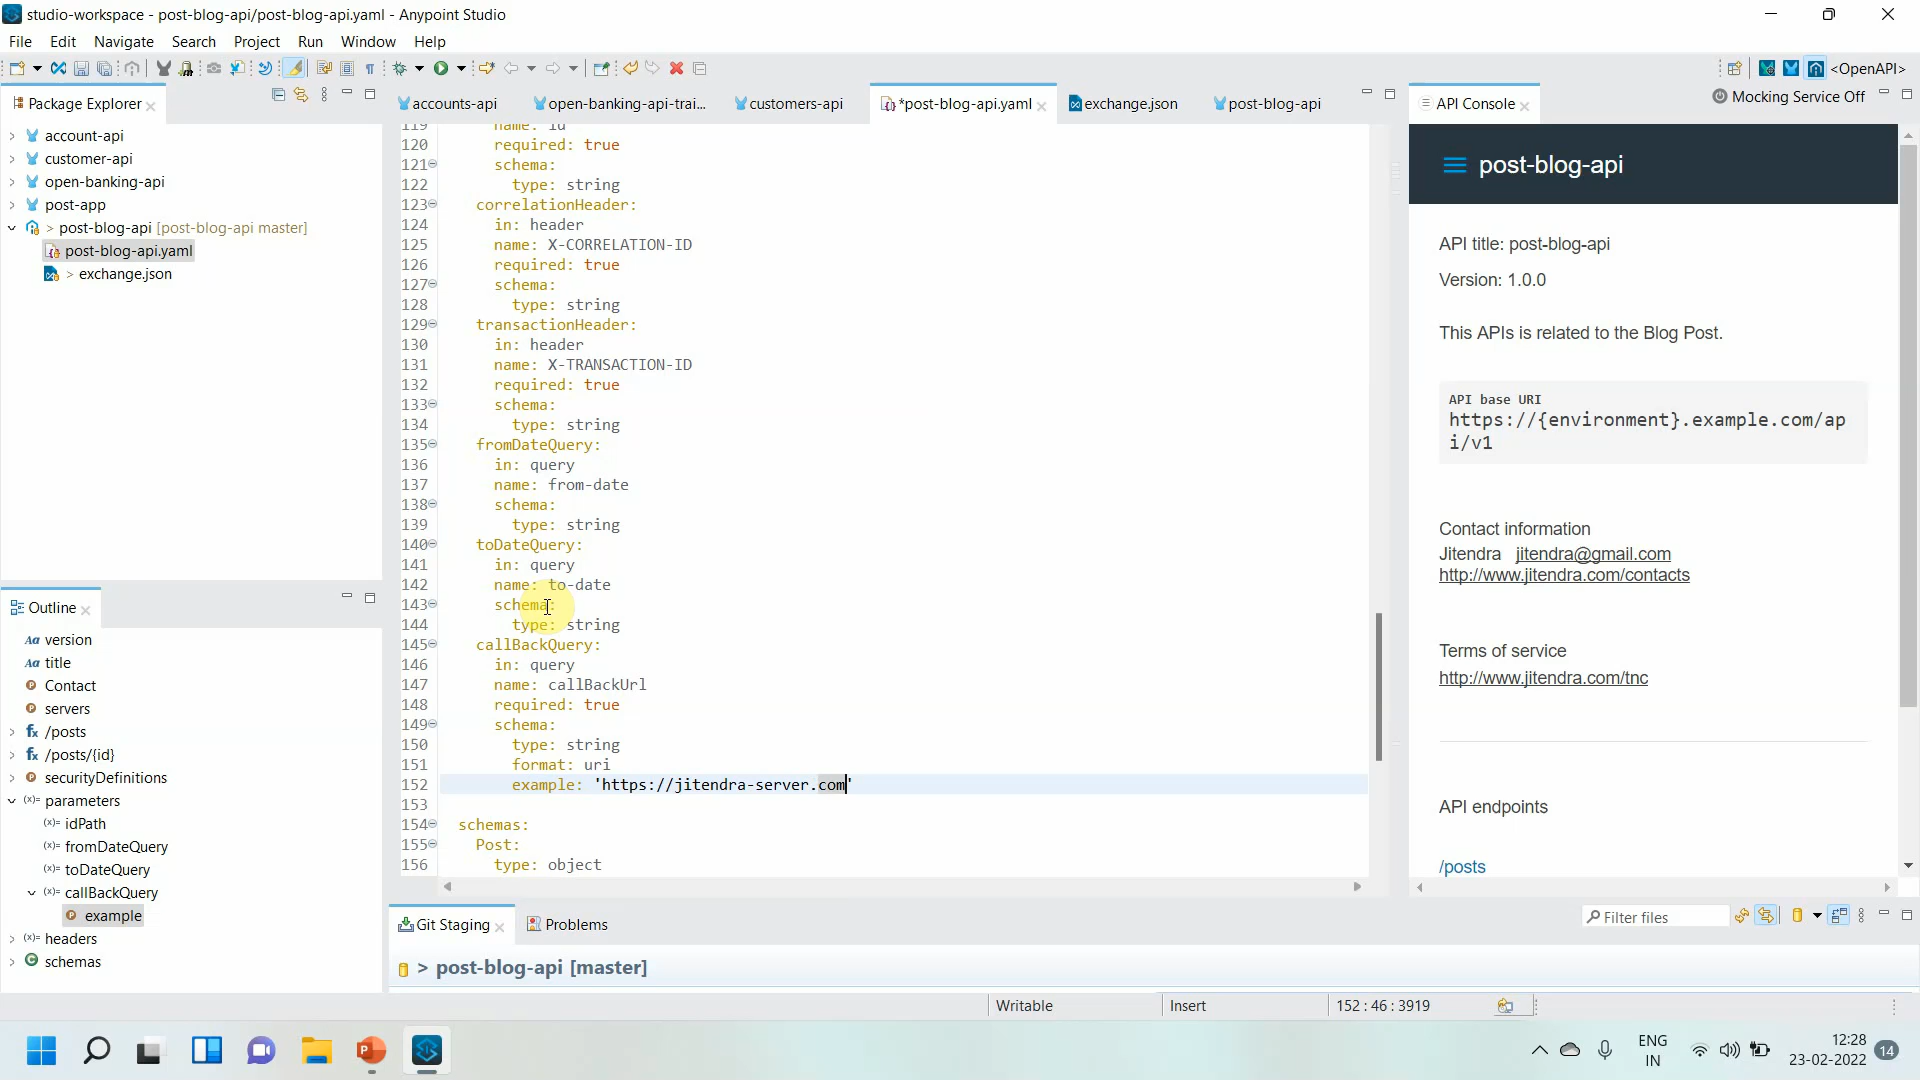 studio-workspace - post-blog-api/post-blog-api.yaml - Anypoint Studio
File Edit Navigate Search Project Run Window Help
<OpenAPI>
Package Explorer
accounts-api
open-banking-api-trai...
customers-api
*post-blog-api.yaml
exchange.json
post-blog-api
API Console
Mocking Service Off
account-api
customer-api
open-banking-api
post-app
> post-blog-api [post-blog-api master]
post-blog-api.yaml
> exchange.json
Outline
version
title
Contact
servers
/posts
/posts/{id}
securityDefinitions
parameters
idPath
fromDateQuery
toDateQuery
callBackQuery
example
headers
schemas
119 name: id
120 required: true
121 schema:
122 type: string
123 correlationHeader:
124 in: header
125 name: X-CORRELATION-ID
126 required: true
127 schema:
128 type: string
129 transactionHeader:
130 in: header
131 name: X-TRANSACTION-ID
132 required: true
133 schema:
134 type: string
135 fromDateQuery:
136 in: query
137 name: from-date
138 schema:
139 type: string
140 toDateQuery:
141 in: query
142 name: to-date
143 schema:
144 type: string
145 callBackQuery:
146 in: query
147 name: callBackUrl
148 required: true
149 schema:
150 type: string
151 format: uri
152 example: 'https://jitendra-server.com'
153
154 schemas:
155 Post:
156 type: object
post-blog-api
API title: post-blog-api
Version: 1.0.0
This APIs is related to the Blog Post.
API base URI
https://{environment}.example.com/ap
i/v1
Contact information
Jitendra jitendra@gmail.com
http://www.jitendra.com/contacts
Terms of service
http://www.jitendra.com/tnc
API endpoints
/posts
Git Staging
Problems
Filter files
> post-blog-api [master]
Writable
Insert
152 : 46 : 3919
ENG
IN
12:28
23-02-2022
14